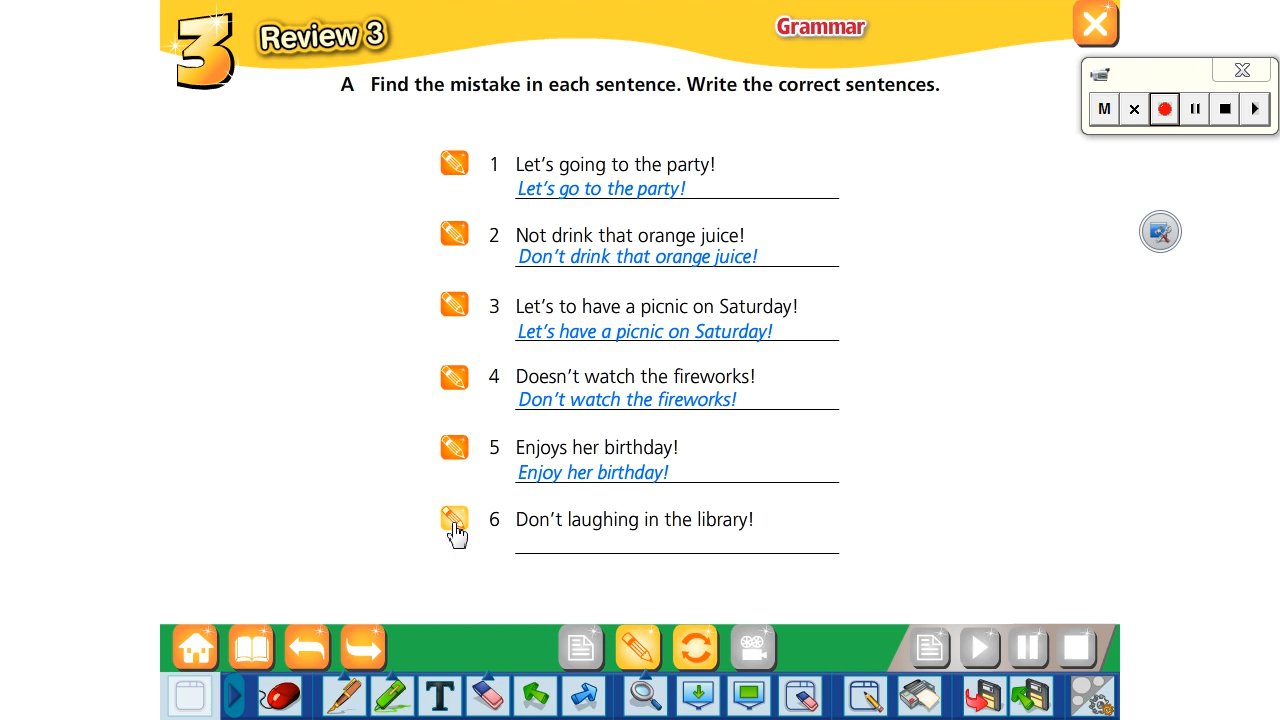 3 Review 3 Grammar
A Find the mistake in each sentence. Write the correct sentences.
M
1 Let's going to the party!
Let's go to the party!
2 Not drink that orange juice!
Don't drink that orange juice!
3 Let's to have a picnic on Saturday!
Let's have a picnic on Saturday!
4 Doesn't watch the fireworks!
Don't watch the fireworks!
5 Enjoys her birthday!
Enjoy her birthday!
6 Don't laughing in the library!
T